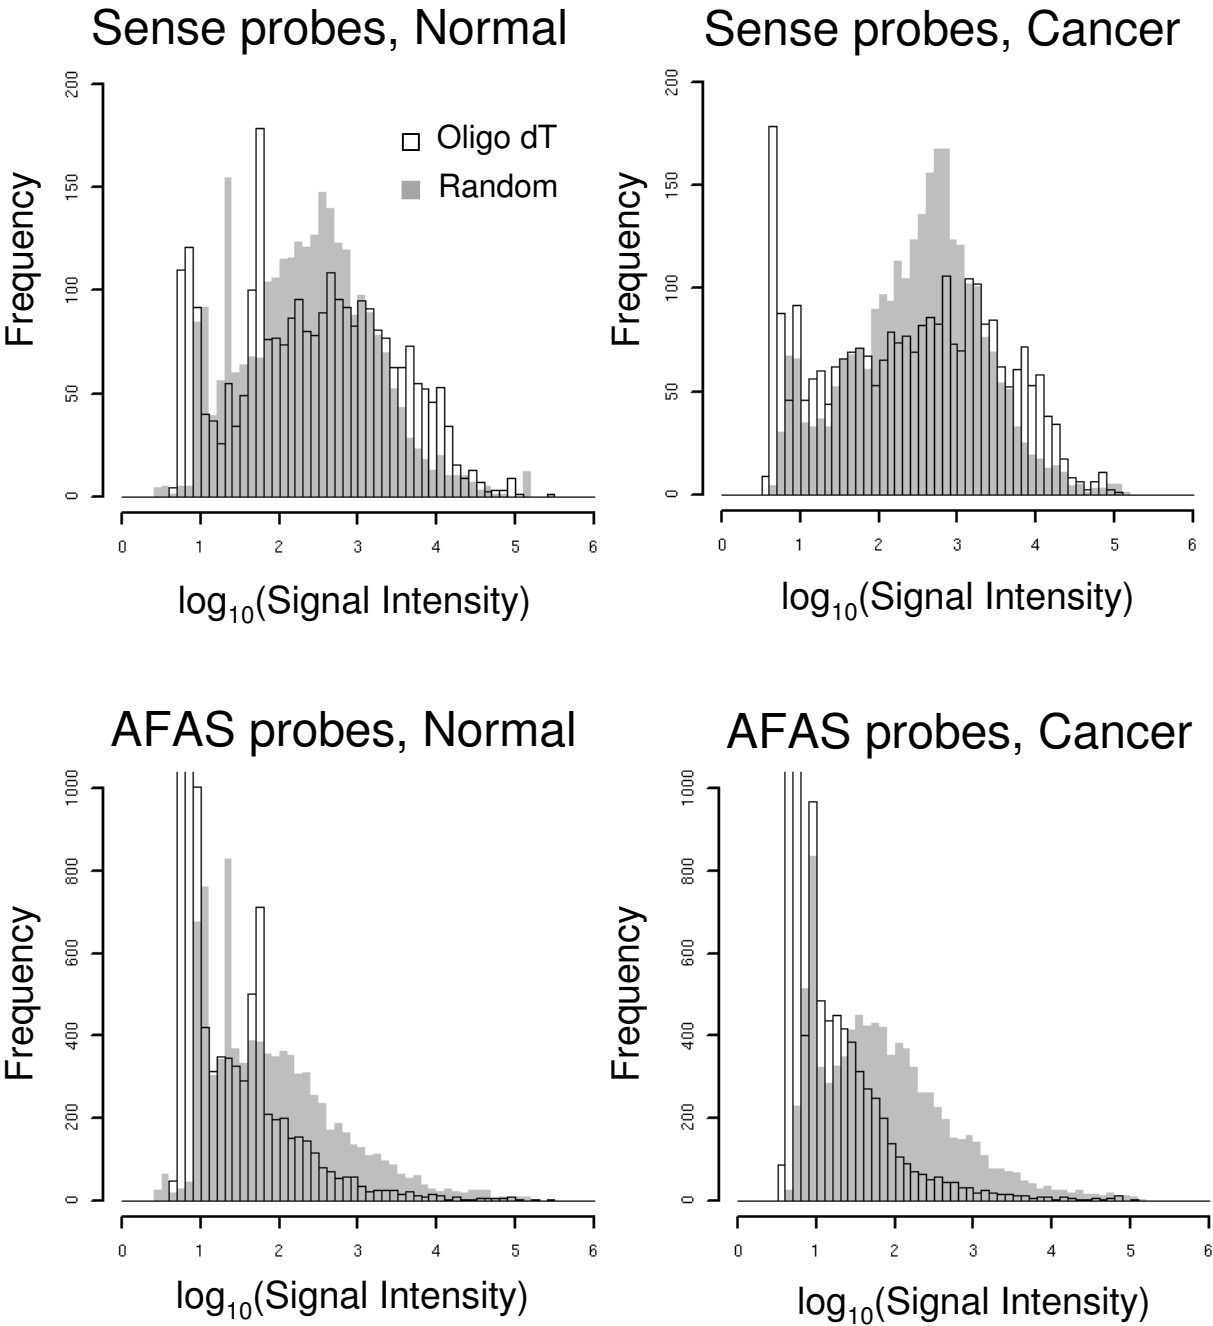 Sense probes, Normal
Sense probes, Cancer
200
150
100
50
0
Frequency
Oligo dT
Random
0 1 2 3 4 5 6
log10(Signal Intensity)
200
150
100
50
0
Frequency
0 1 2 3 4 5 6
log10(Signal Intensity)
AFAS probes, Normal
AFAS probes, Cancer
1000
800
600
400
200
0
Frequency
0 1 2 3 4 5 6
log10(Signal Intensity)
1000
800
600
400
200
0
Frequency
0 1 2 3 4 5 6
log10(Signal Intensity)